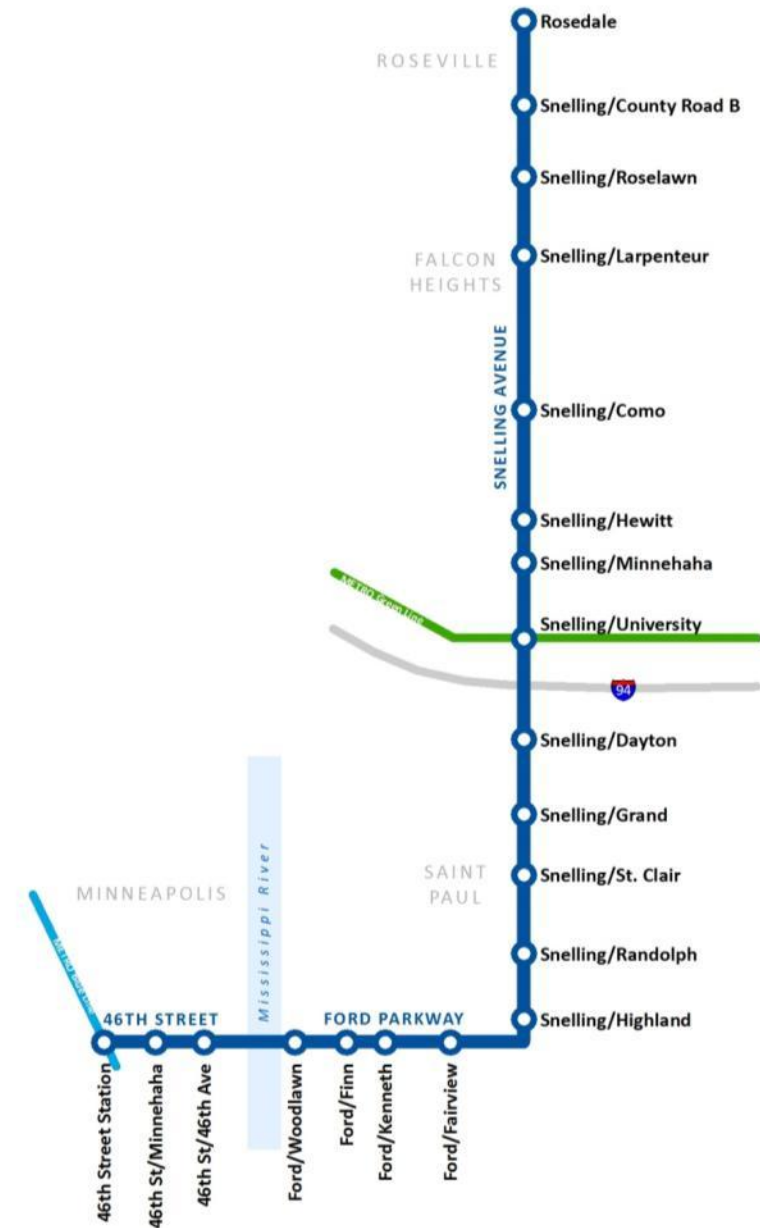 Rosedale
ROSEVILLE
Snelling/County Road B
Snelling/Roselawn
Snelling/Larpenteur
FALCON
HEIGHTS
SNELLING AVENUE
Snelling/Como
Snelling/Hewitt
Snelling/Minnehaha
METRO Green Line
Snelling/University
94
Snelling/Dayton
Snelling/Grand
Snelling/St. Clair
SAINT
PAUL
MINNEAPOLIS
Mississippi River
METRO Blue Line
Snelling/Randolph
Snelling/Highland
46TH STREET
FORD PARKWAY
46th Street Station
46th St/Minnehaha
46th St/46th Ave
Ford/Woodlawn
Ford/Finn
Ford/Kenneth
Ford/Fairview